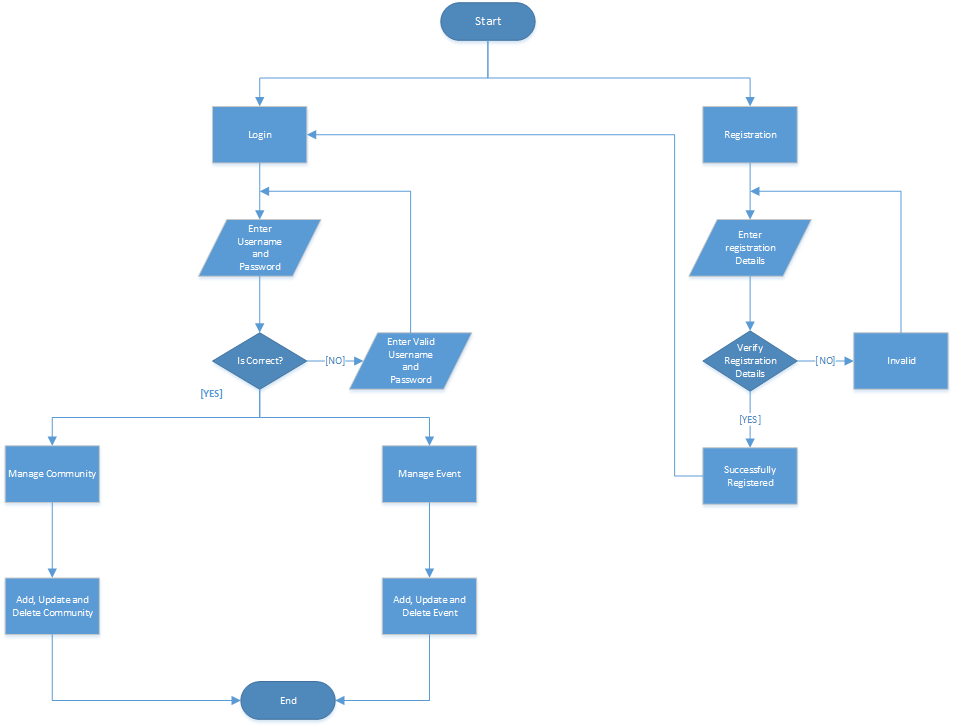 Start
Login
Registration
Enter
Username
and
Password
Enter
registration
Details
Is Correct?
[NO]
Enter Valid
Username
and
Password
Verify
Registration
Details
[NO]
Invalid
[YES]
[YES]
Manage Community
Manage Event
Successfully
Registered
Add, Update and
Delete Community
Add, Update and
Delete Event
End